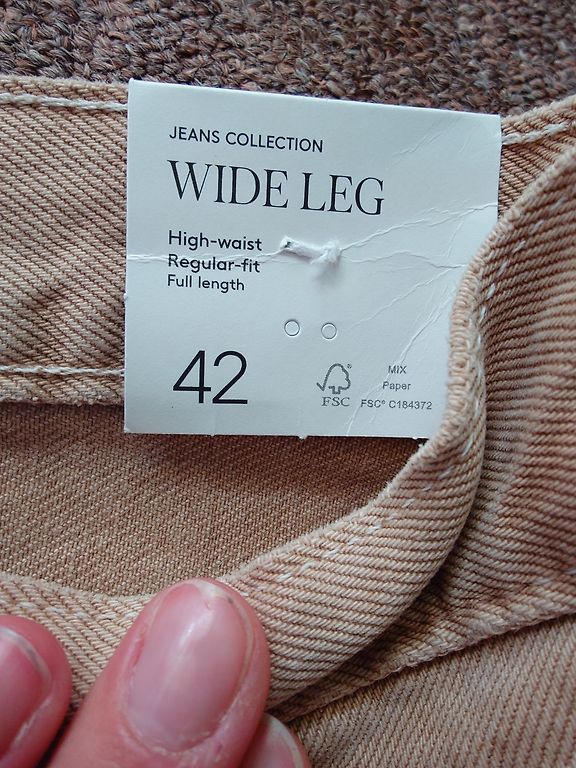 JEANS COLLECTION
WIDE LEG
High-waist
Regular-fit
Full length
42
FSC
MIX
Paper
FSC® C184372